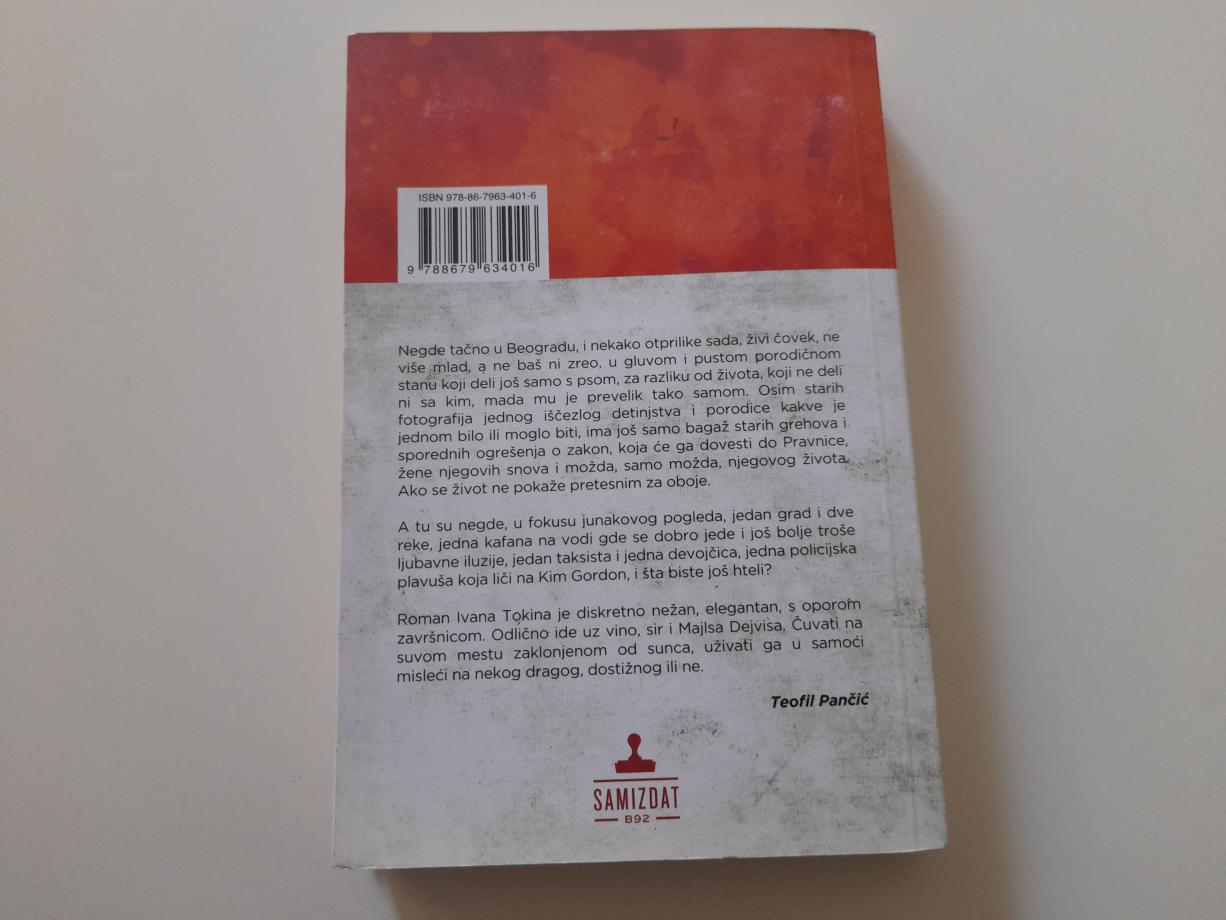 ISBN 978-86-7963-401-6
9 788679 634016
Negde tačno u Beogradu, i nekako otprilike sada, živi čovek, ne
više mlad, a ne baš ni zreo, u gluvom i pustom porodičnom
stanu koji deli još samo s psom, za razliku od života, koji ne deli
ni sa kim, mada mu je prevelik tako samom. Osim starih
fotografija jednog iščezlog detinjstva i porodice kakve je
jednom bilo ili moglo biti, ima još samo bagaž starih grehova i
sporednih ogrešenja o zakon, koja će ga dovesti do Pravnice,
žene njegovih snova i možda, samo možda, njegovog života.
Ako se život ne pokaže pretesnim za oboje.
A tu su negde, u fokusu junakovog pogleda, jedan grad i dve
reke, jedna kafana na vodi gde se dobro jede i još bolje troše
ljubavne iluzije, jedan taksista i jedna devojčica, jedna policijska
plavuša koja liči na Kim Gordon, i šta biste još hteli?
Roman Ivana Tokina je diskretno nežan, elegantan, s oporom
završnicom. Odlično ide uz vino, sir i Majlsa Dejvisa. Čuvati na
suvom mestu zaklonjenom od sunca, uživati ga u samoći
misleći na nekog dragog, dostižnog ili ne.
Teofil Pančić
SAMIZDAT
B92